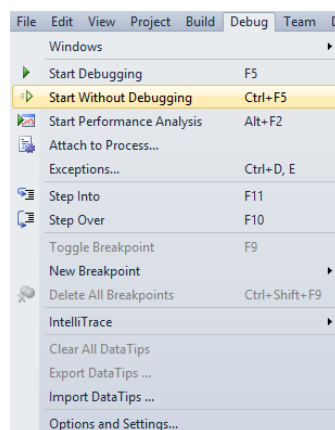 File Edit View Project Build Debug Team
Windows
Start Debugging F5
Start Without Debugging Ctrl+F5
Start Performance Analysis Alt+F2
Attach to Process...
Exceptions... Ctrl+D, E
Step Into F11
Step Over F10
Toggle Breakpoint F9
New Breakpoint
Delete All Breakpoints Ctrl+Shift+F9
IntelliTrace
Clear All DataTips
Export DataTips ...
Import DataTips ...
Options and Settings...